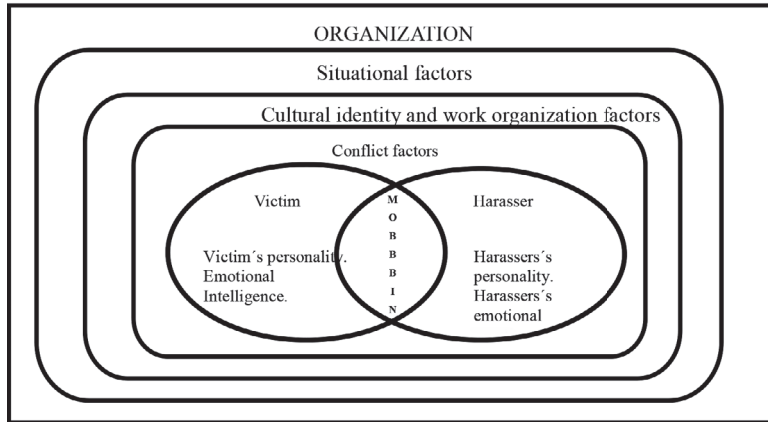 ORGANIZATION
Situational factors
Cultural identity and work organization factors
Conflict factors
Victim
Victim´s personality.
Emotional
Intelligence.
M
O
B
B
B
I
N
Harasser
Harassers´s
personality.
Harassers´s
emotional